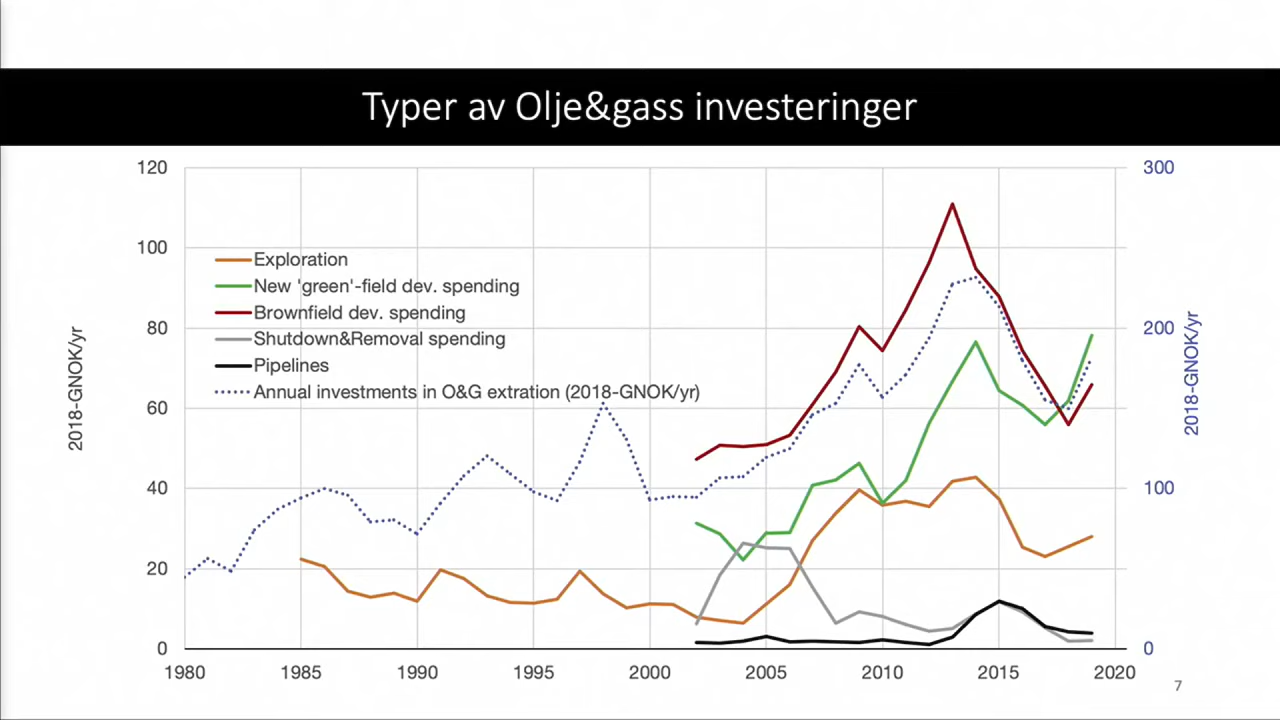 Typer av Olje&gass investeringer
120
100
80
60
40
20
0
2018-GNOK/yr
Exploration
New 'green'-field dev. spending
Brownfield dev. spending
Shutdown&Removal spending
Pipelines
Annual investments in O&G extration (2018-GNOK/yr)
300
200
100
0
2018-GNOK/yr
1980 1985 1990 1995 2000 2005 2010 2015 2020
7